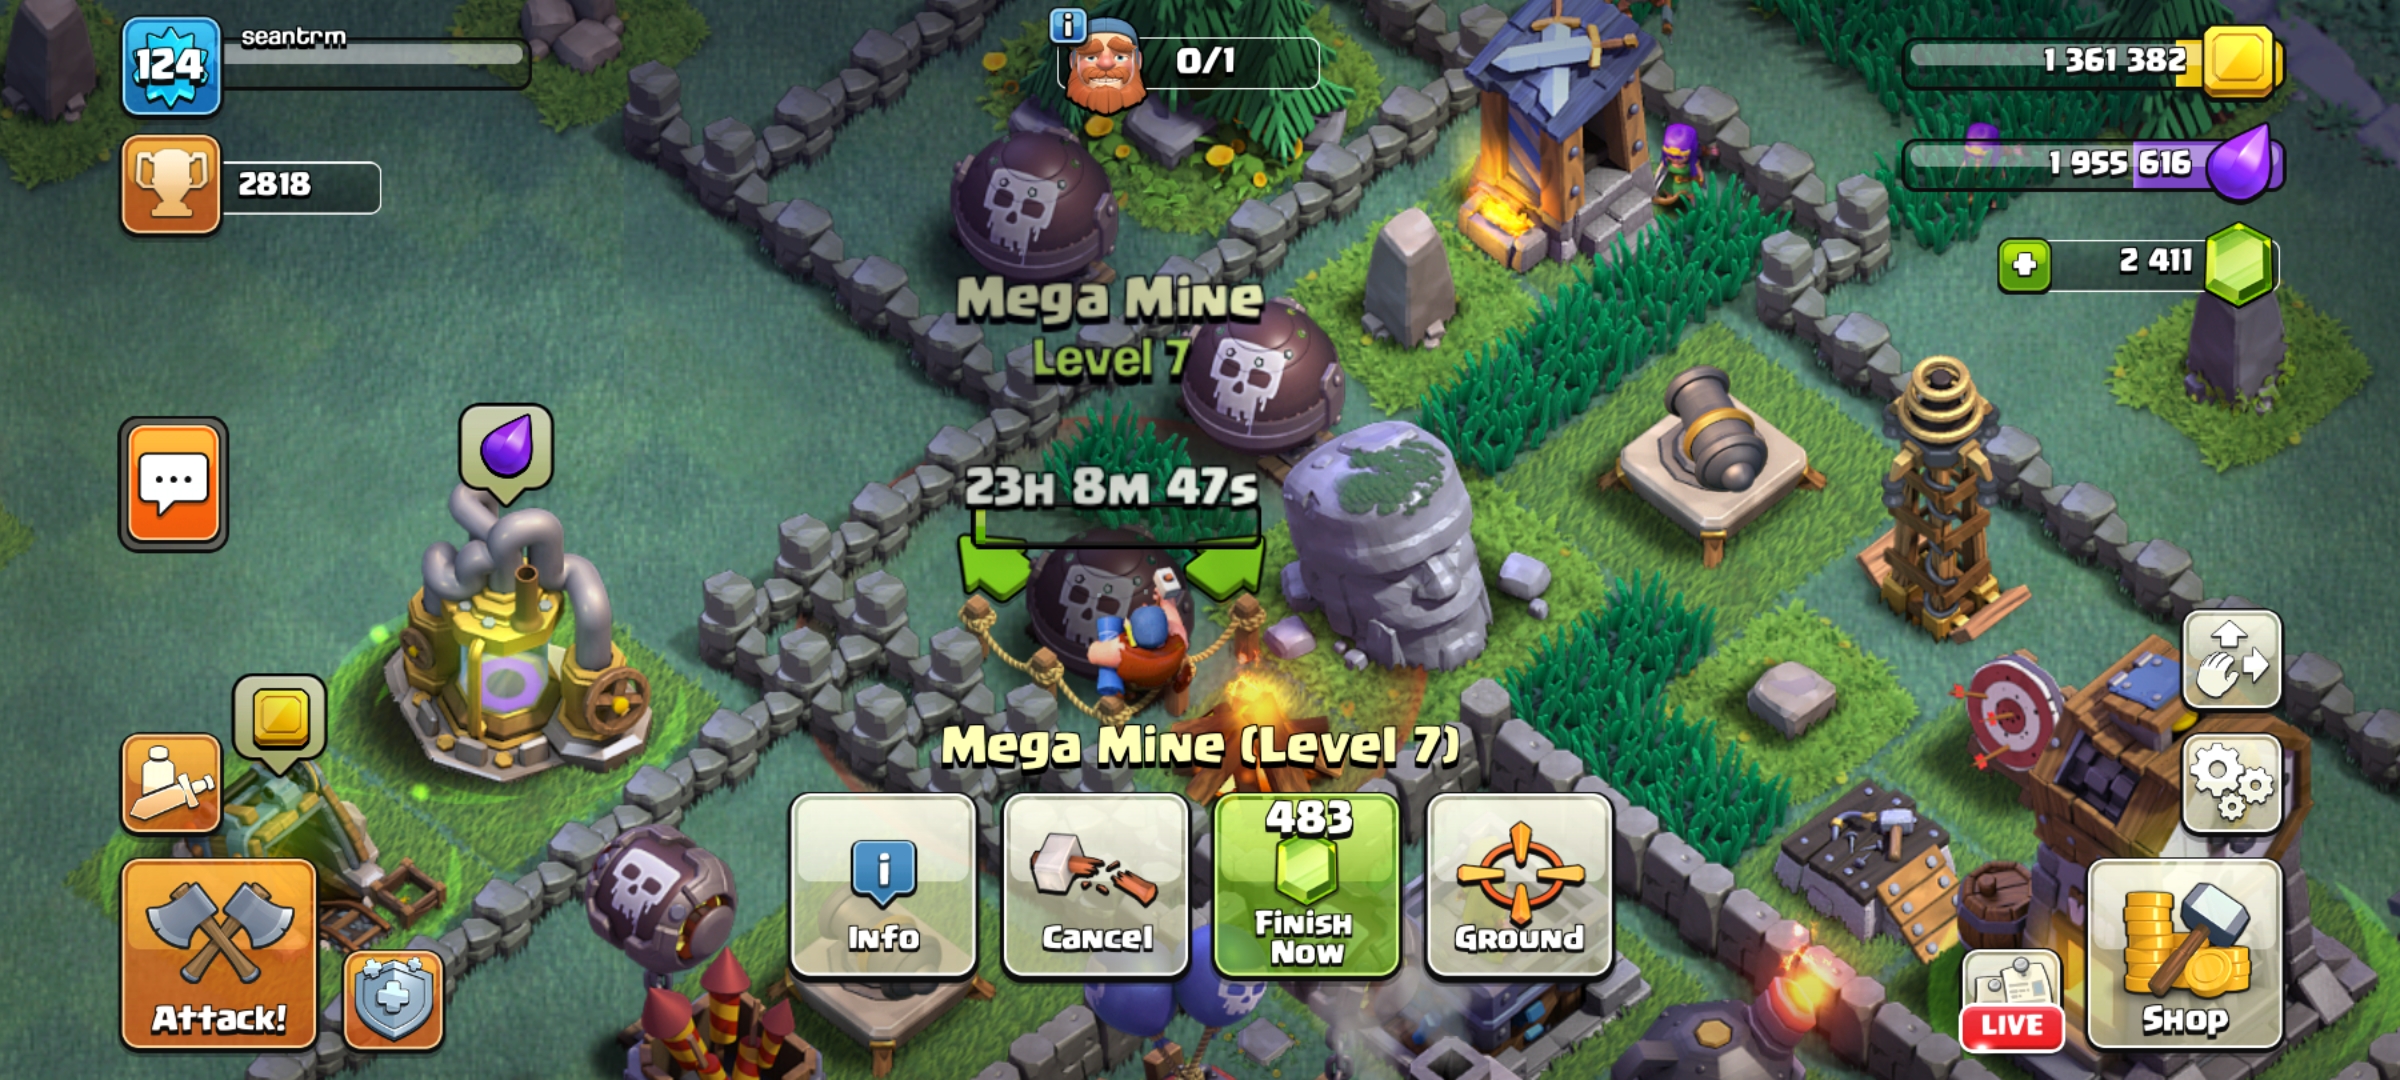 124
seantrm
0/1
1 361 382
2818
1 955 616
2 411
Mega Mine
Level 7
23H 8M 47S
Mega Mine (Level 7)
Info
Cancel
483
Finish
Now
Ground
Attack!
LIVE
Shop